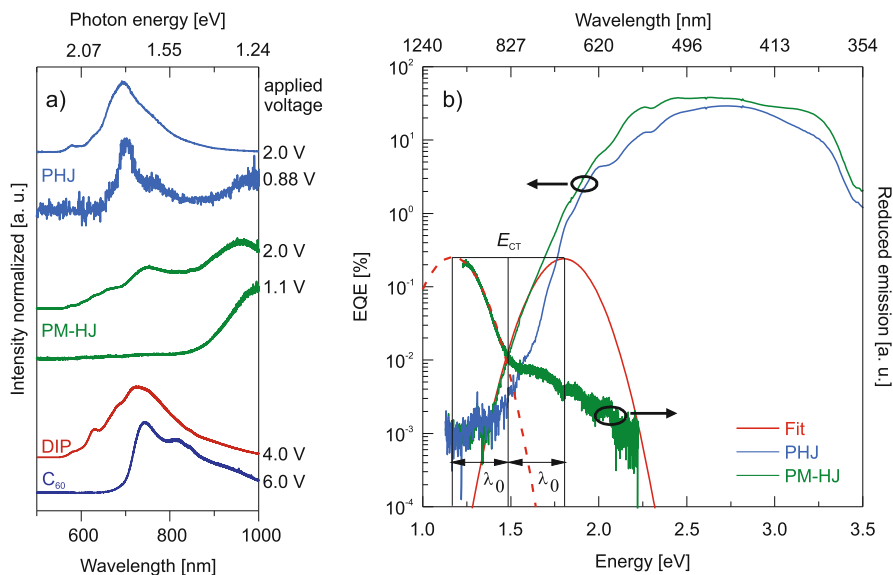 Photon energy [eV]
2.07 1.55 1.24
a)
applied
voltage
2.0 V
PHJ
0.88 V
2.0 V
1.1 V
PM-HJ
DIP
4.0 V
C60
6.0 V
Intensity normalized [a. u.]
600 800 1000
Wavelength [nm]
Wavelength [nm]
1240 827 620 496 413 354
b)
10^2
10^1
10^0
10^-1
10^-2
10^-3
10^-4
EQE [%]
E_CT
λ0 λ0
Fit
PHJ
PM-HJ
Reduced emission [a. u.]
1.0 1.5 2.0 2.5 3.0 3.5
Energy [eV]